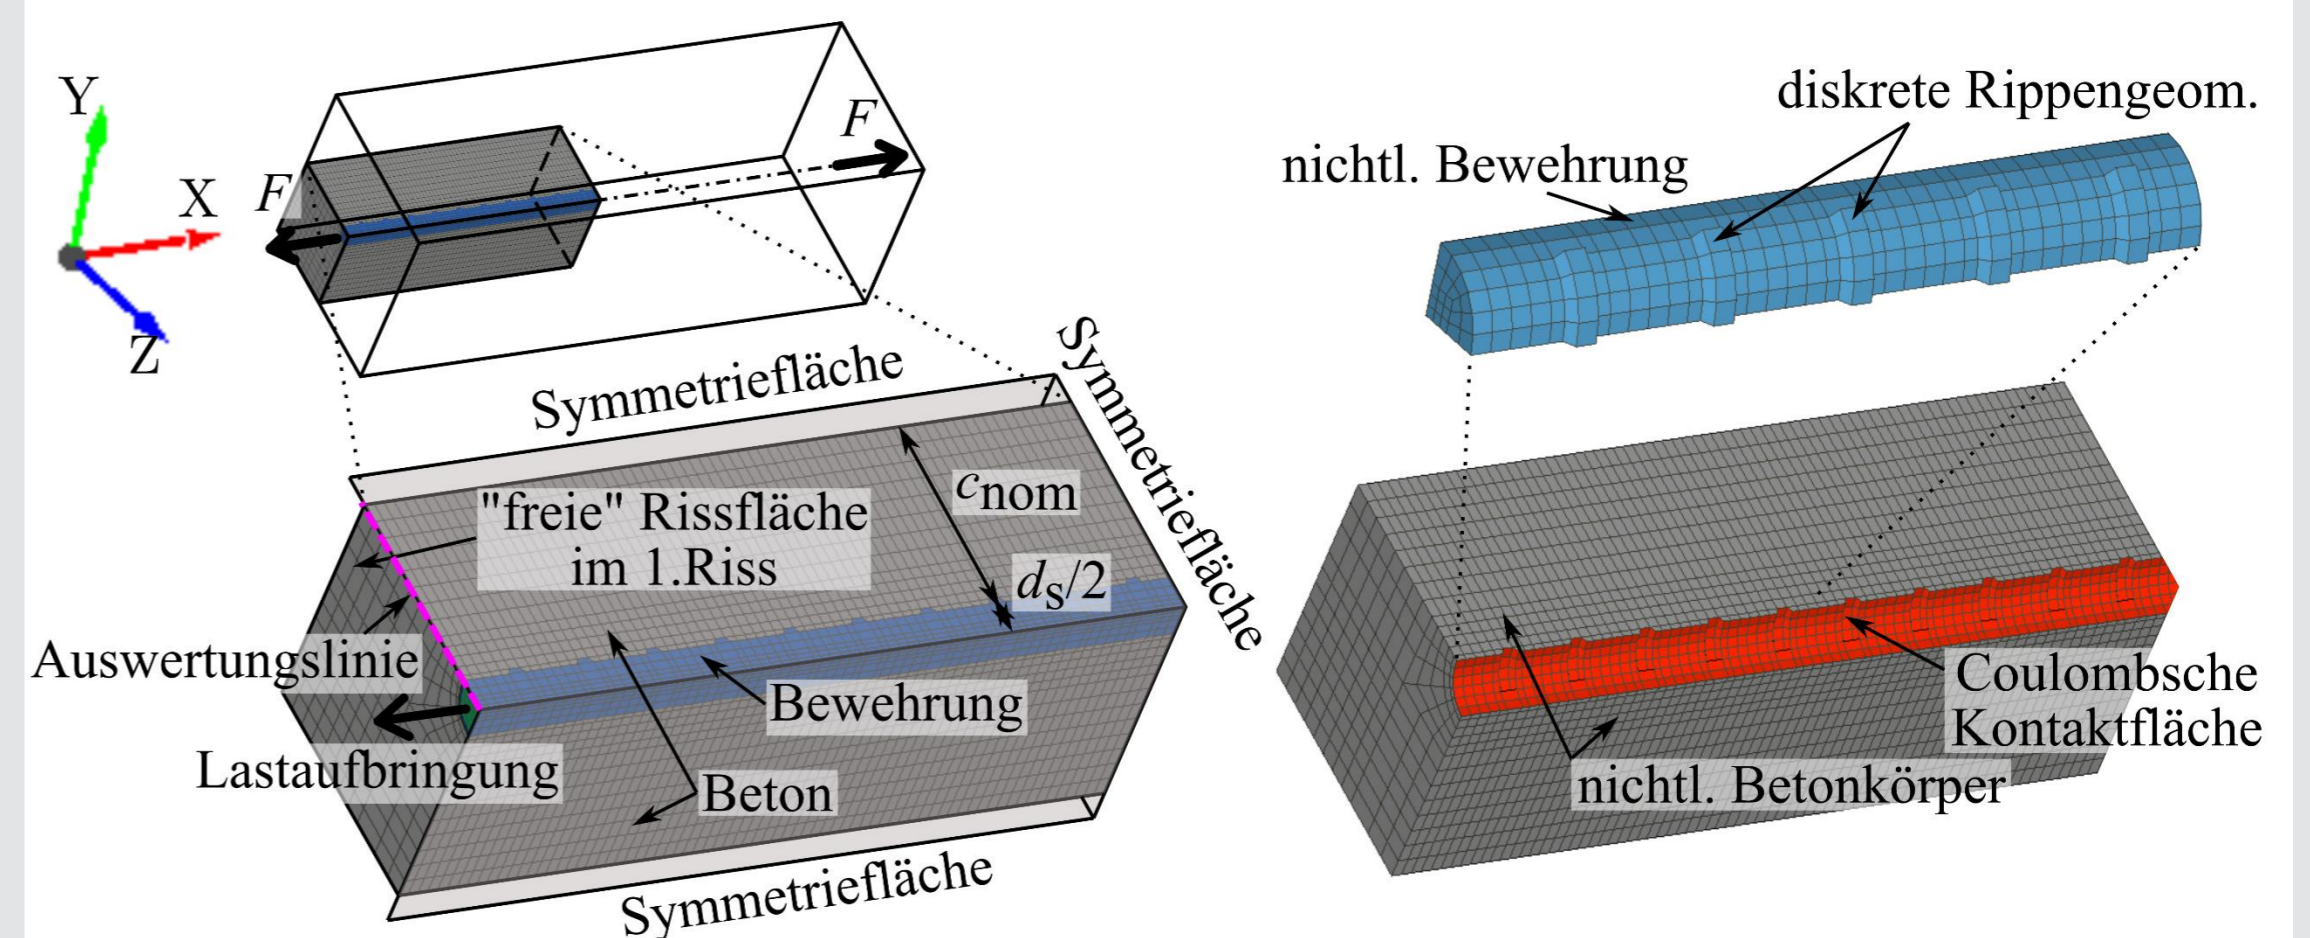 Y
X
Z
F
F
Symmetriefläche
Symmetriefläche
"freie" Rissfläche
im 1.Riss
cnom
ds/2
Auswertungslinie
Lastaufbringung
Bewehrung
Beton
Symmetriefläche
diskrete Rippengeom.
nichtl. Bewehrung
Coulombsche
Kontaktfläche
nichtl. Betonkörper